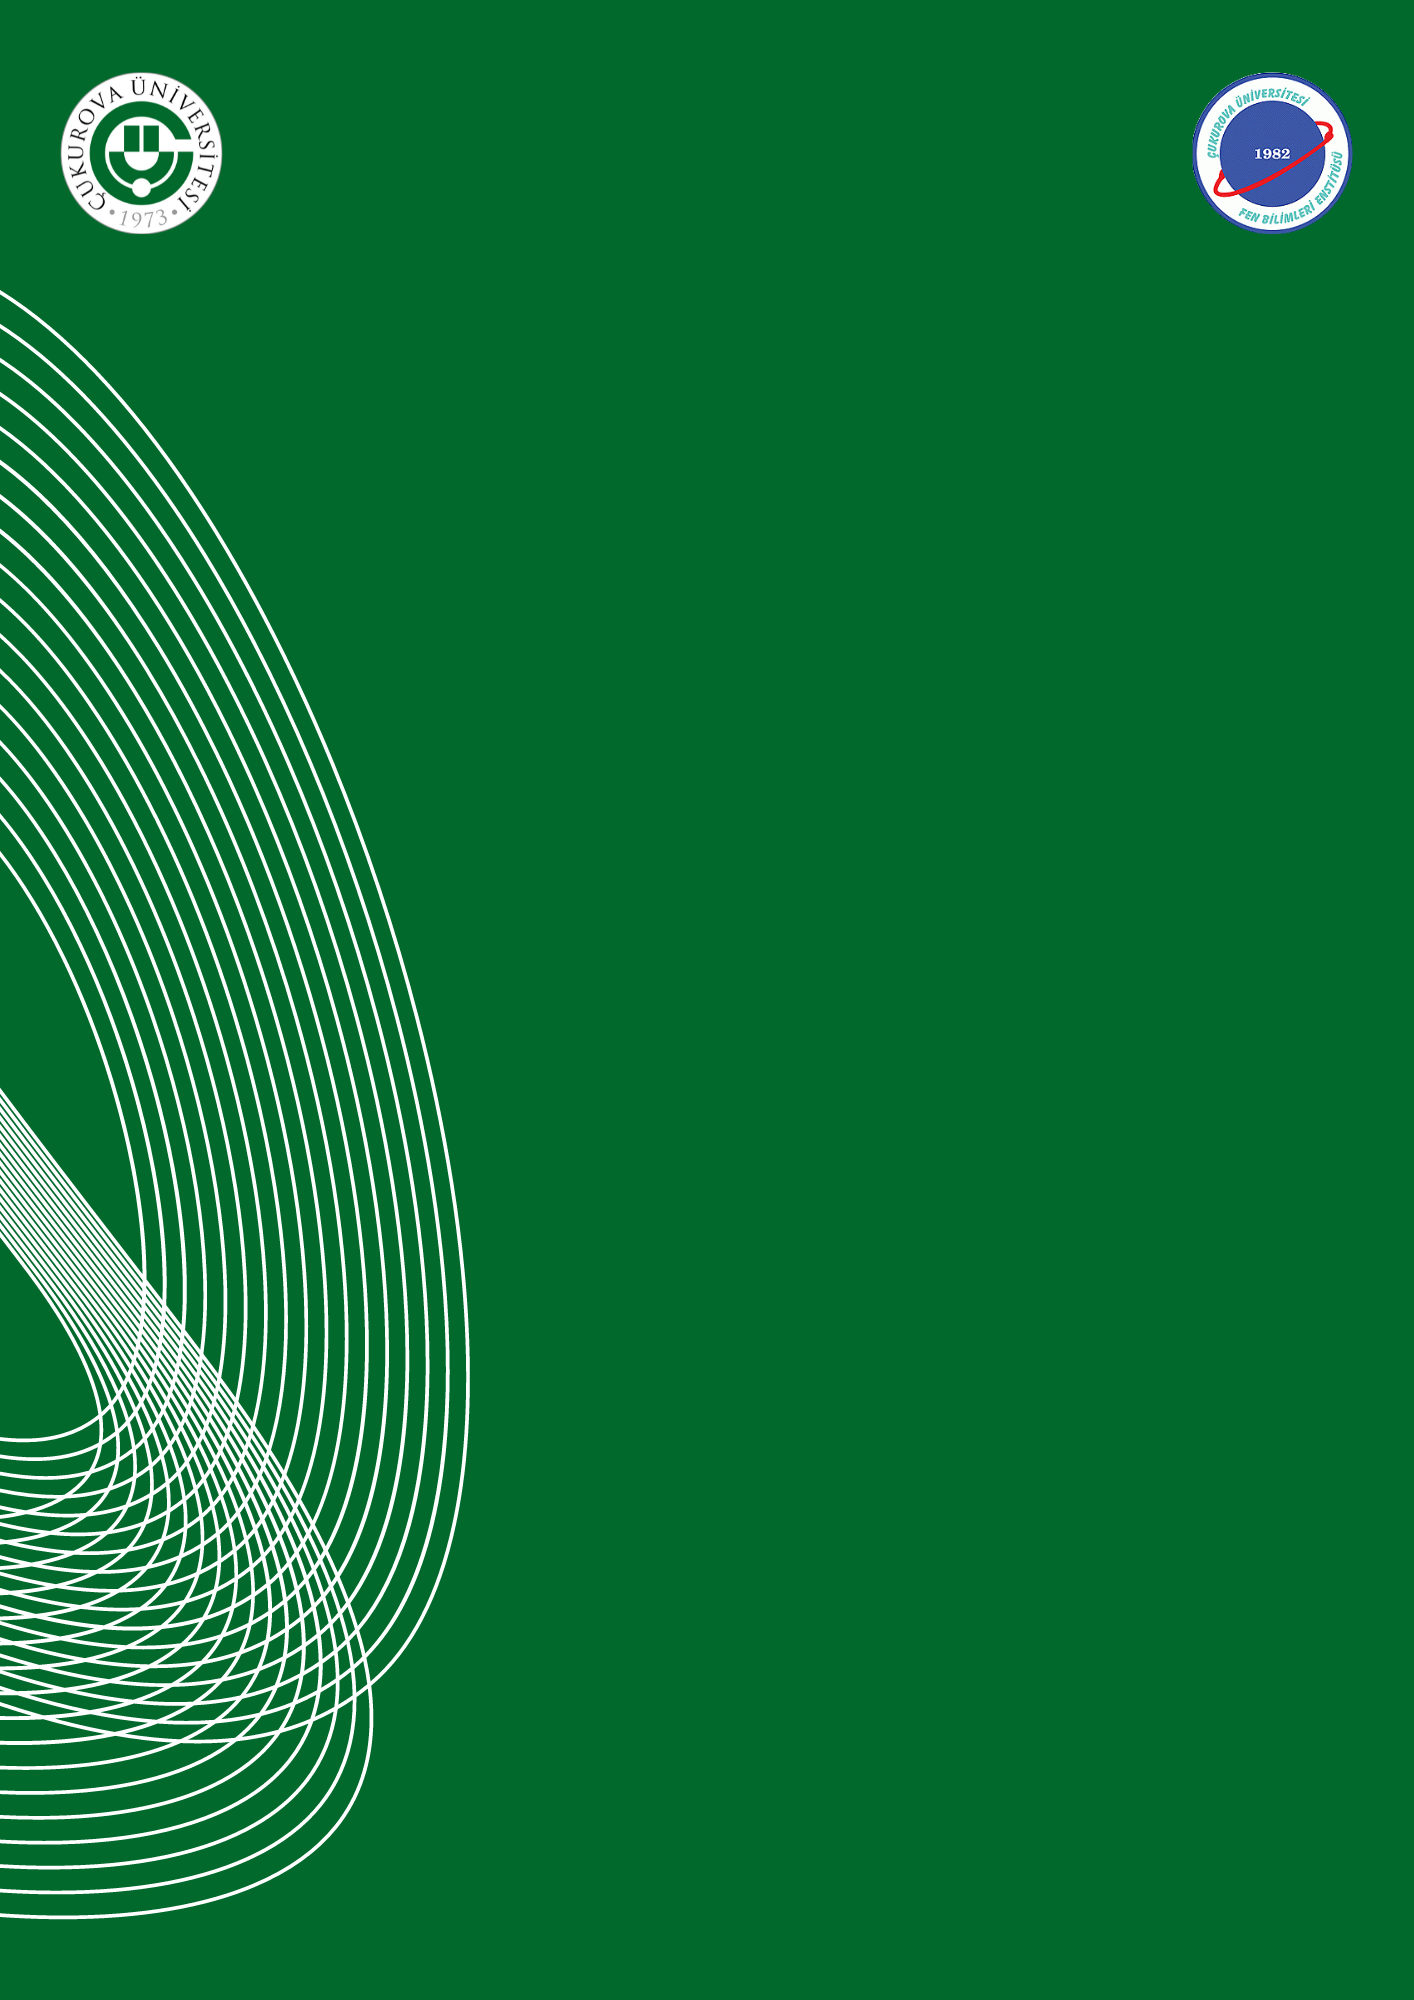 ÇUKUROVA ÜNİVERSİTESİ
• 1973 •
ÇUKUROVA ÜNİVERSİTESİ
1982
FEN BİLİMLERİ ENSTİTÜSÜ